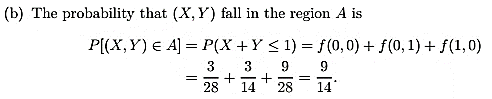 (b) The probability that (X, Y) fall in the region A is
P[(X, Y) ∈ A] = P(X + Y ≤ 1) = f(0, 0) + f(0, 1) + f(1, 0)
= 3/28 + 3/14 + 9/28 = 9/14.